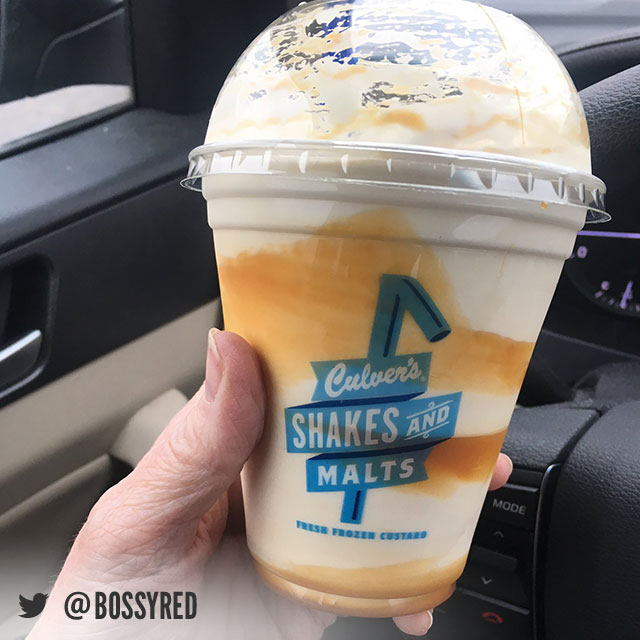 Culver's
SHAKES AND
MALTS
FRESH FROZEN CUSTARD
MODE
@BOSSYRED